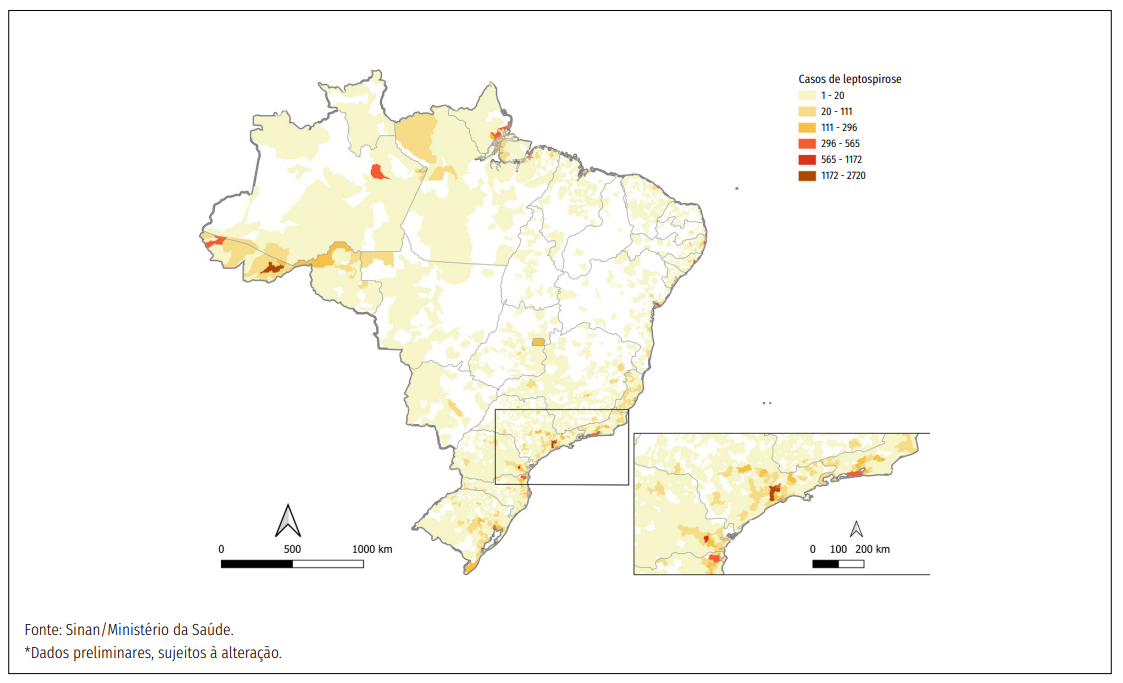 Casos de leptospirose
1 - 20
20 - 111
111 - 296
296 - 565
565 - 1172
1172 - 2720
0 500 1000 km
0 100 200 km
Fonte: Sinan/Ministério da Saúde.
*Dados preliminares, sujeitos à alteração.